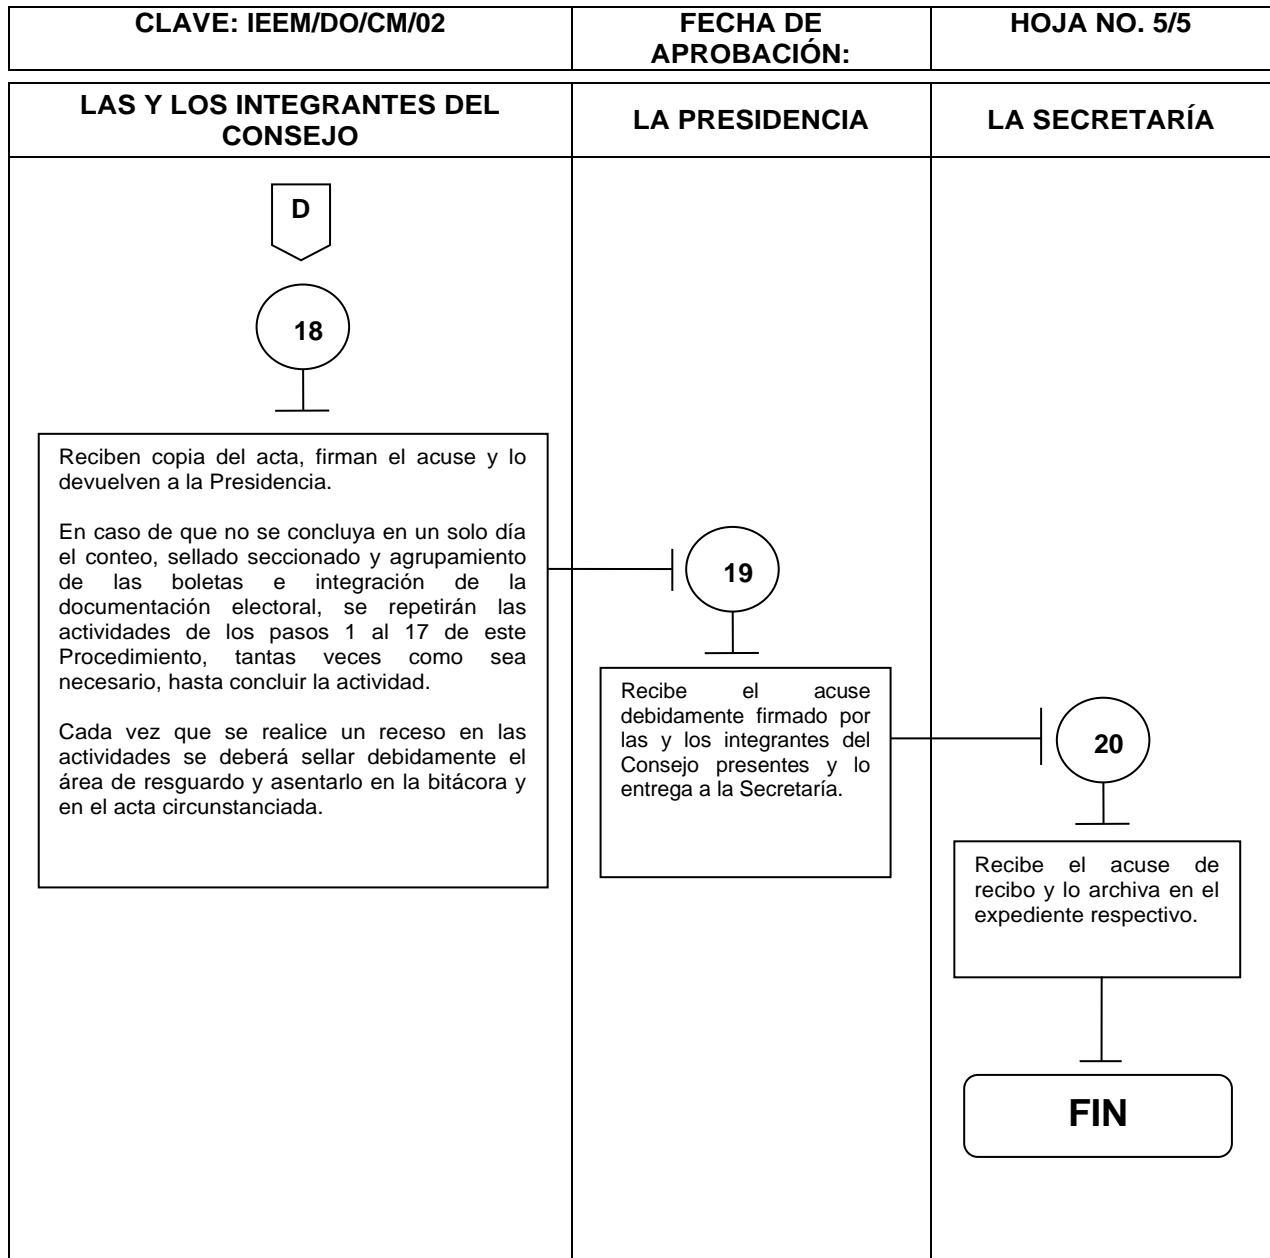 CLAVE: IEEM/DO/CM/02
FECHA DE
APROBACIÓN:
HOJA NO. 5/5
LAS Y LOS INTEGRANTES DEL
CONSEJO
LA PRESIDENCIA
LA SECRETARÍA
D
18
Reciben copia del acta, firman el acuse y lo
devuelven a la Presidencia.
En caso de que no se concluya en un solo día
el conteo, sellado seccionado y agrupamiento
de las boletas e integración de la
documentación electoral, se repetirán las
actividades de los pasos 1 al 17 de este
Procedimiento, tantas veces como sea
necesario, hasta concluir la actividad.
Cada vez que se realice un receso en las
actividades se deberá sellar debidamente el
área de resguardo y asentarlo en la bitácora y
en el acta circunstanciada.
19
Recibe el acuse
debidamente firmado por
las y los integrantes del
Consejo presentes y lo
entrega a la Secretaría.
20
Recibe el acuse de
recibo y lo archiva en el
expediente respectivo.
FIN